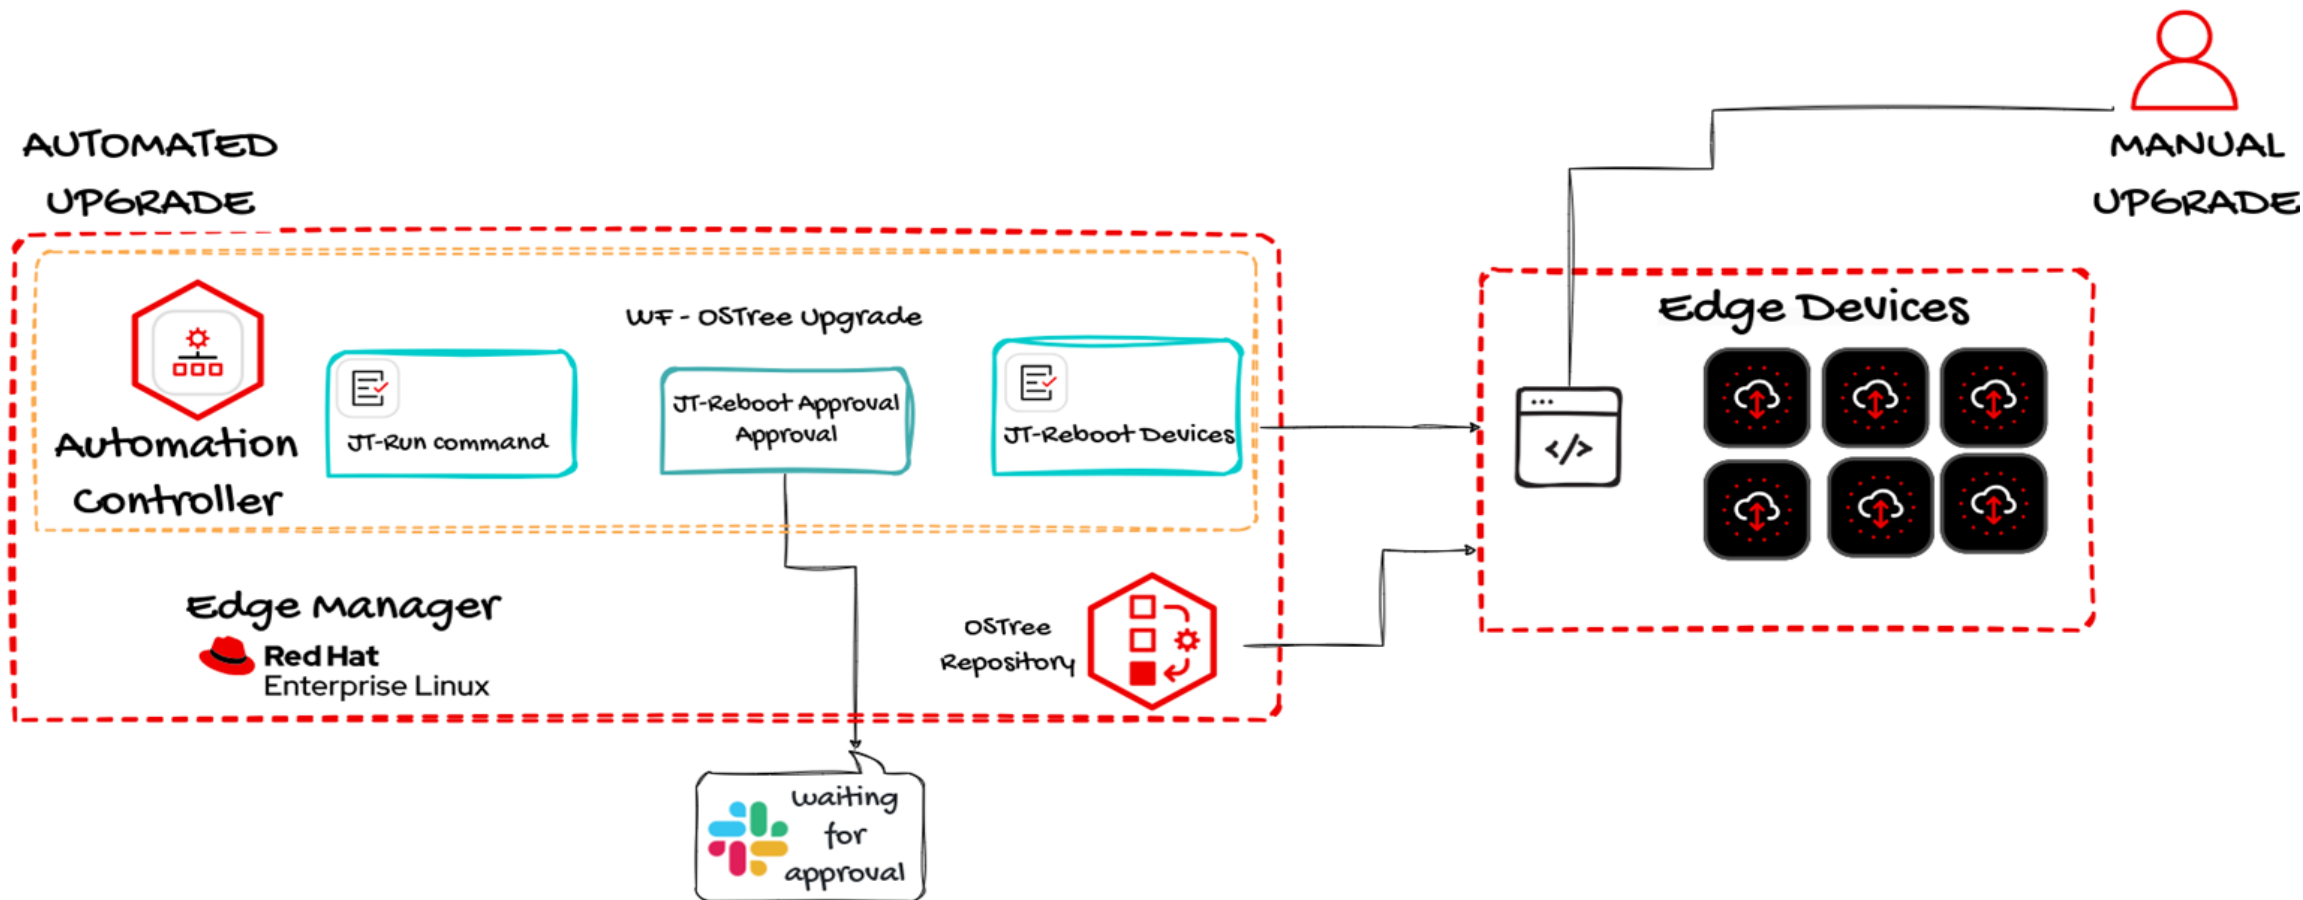 AUTOMATED
UPGRADE
MANUAL
UPGRADE
Automation
Controller
WF - OSTree Upgrade
JT-Run command
JT-Reboot Approval
Approval
JT-Reboot Devices
Edge Devices
</>
Edge Manager
Red Hat
Enterprise Linux
OSTree
Repository
waiting
for
approval